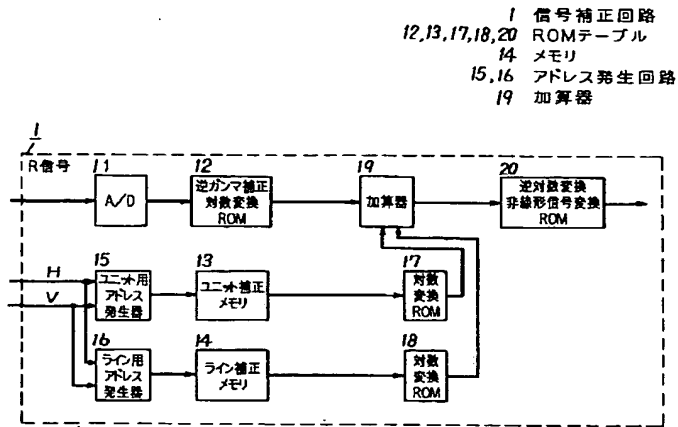 1 信号補正回路
12,13,17,18,20 ROMテーブル
14 メモリ
15,16 アドレス発生回路
19 加算器
1
R信号
11
A/D
12
逆ガンマ補正
対数変換
ROM
19
加算器
20
逆対数変換
非線形信号変換
ROM
H
V
15
ユニット用
アドレス
発生器
13
ユニット補正
メモリ
17
対数
変換
ROM
16
ライン用
アドレス
発生器
14
ライン補正
メモリ
18
対数
変換
ROM